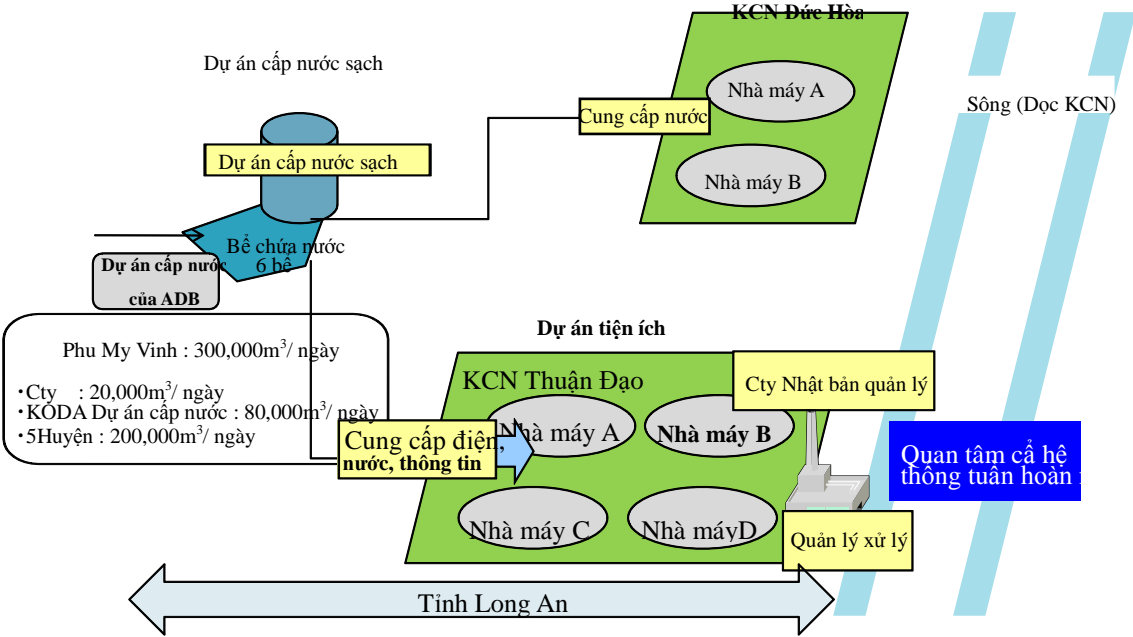 KCN Đức Hòa
Dự án cấp nước sạch
Nhà máy A
Sông (Dọc KCN)
Cung cấp nước
Dự án cấp nước sạch
Nhà máy B
Bể chứa nước
6 bể
Dự án cấp nước
của ADB
Dự án tiện ích
Phu My Vinh : 300,000m³/ ngày
・Cty : 20,000m³/ ngày
・KODA Dự án cấp nước : 80,000m³/ ngày
・5Huyện : 200,000m³/ ngày
KCN Thuận Đạo
Cty Nhật bản quản lý
Cung cấp điện,
nước, thông tin
Nhà máy A
Nhà máy B
Quan tâm cả hệ
thống tuần hoàn
Nhà máy C
Nhà máyD
Quản lý xử lý
Tỉnh Long An